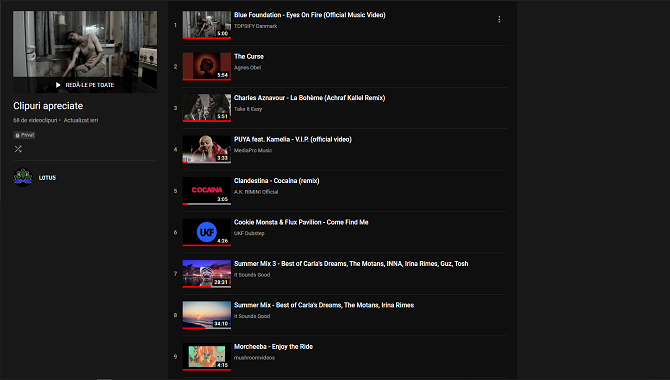 REDĂ-LE PE TOATE
Clipuri apreciate
68 de videoclipuri • Actualizat ieri
Privat
L0TUS
1
5:00
Blue Foundation - Eyes On Fire (Official Music Video)
TOPSIFY Danmark
2
5:54
The Curse
Agnes Obel
3
5:51
Charles Aznavour - La Bohème (Achraf Kallel Remix)
Take It Easy
4
3:33
PUYA feat. Kamelia - V.I.P. (official video)
MediaPro Music
5
COCAINA
3:05
Clandestina - Cocaina (remix)
A.K. RIMINI Official
6
UKF
4:26
Cookie Monsta & Flux Pavilion - Come Find Me
UKF Dubstep
7
28:31
Summer Mix 3 - Best of Carla's Dreams, The Motans, INNA, Irina Rimes, Guz, Tosh
It Sounds Good
8
34:10
Summer Mix - Best of Carla's Dreams, The Motans, Irina Rimes
It Sounds Good
9
4:15
Morcheeba - Enjoy the Ride
mushroomvideos